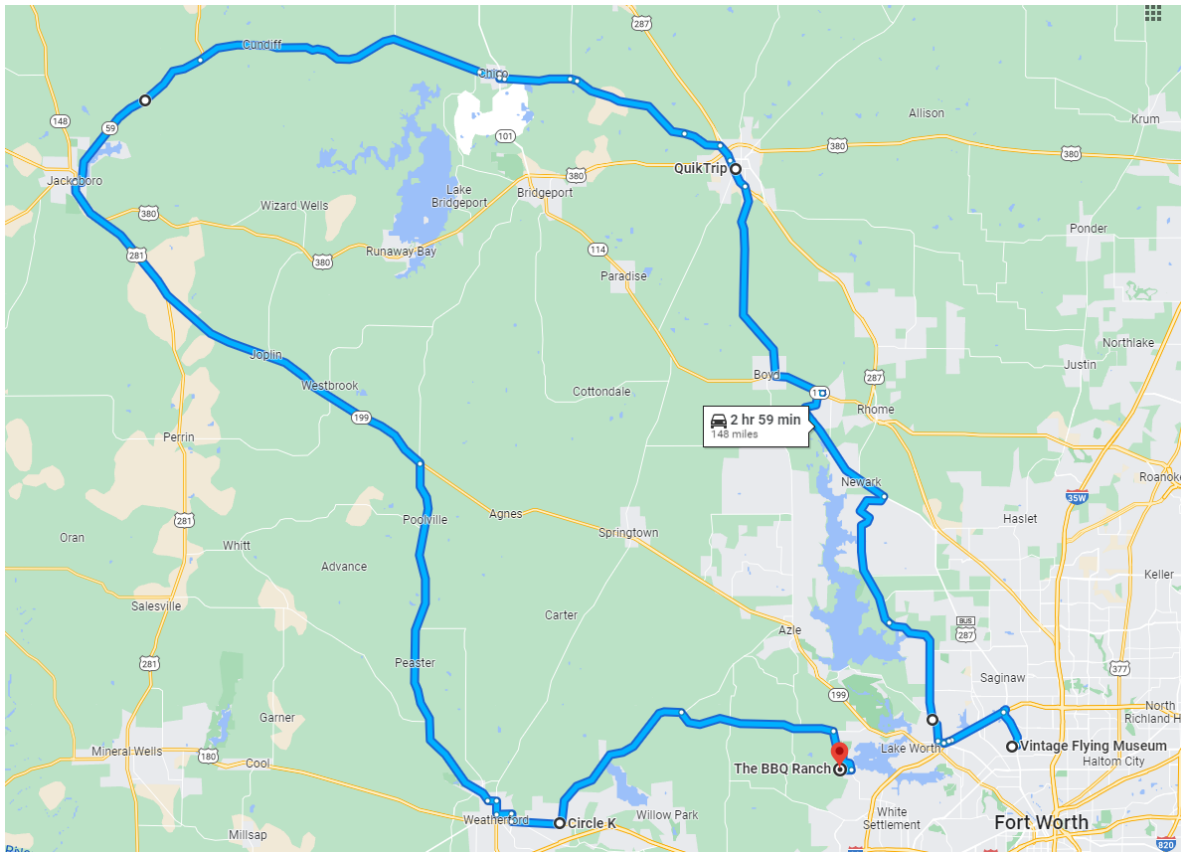 287
Cundiff
Chico
Allison
Krum
148
59
101
380
380
QuikTrip
Jacksboro
Lake
Bridgeport
Bridgeport
Wizard Wells
380
Ponder
281
Runaway Bay
380
114
Paradise
Northlake
Joplin
Boyd
Justin
Westbrook
Cottondale
287
Rhome
199
2 hr 59 min
148 miles
Perrin
Newark
Roanoke
35W
Haslet
281
Poolville
Agnes
Springtown
Oran
Whitt
Advance
Keller
Salesville
Carter
Azle
BUS
287
281
Peaster
377
Saginaw
199
Garner
North
Richland H
Mineral Wells
180
Cool
Lake Worth
Vintage Flying Museum
Haltom City
The BBQ Ranch
White
Settlement
Weatherford
Circle K
Willow Park
Millsap
Fort Worth
820